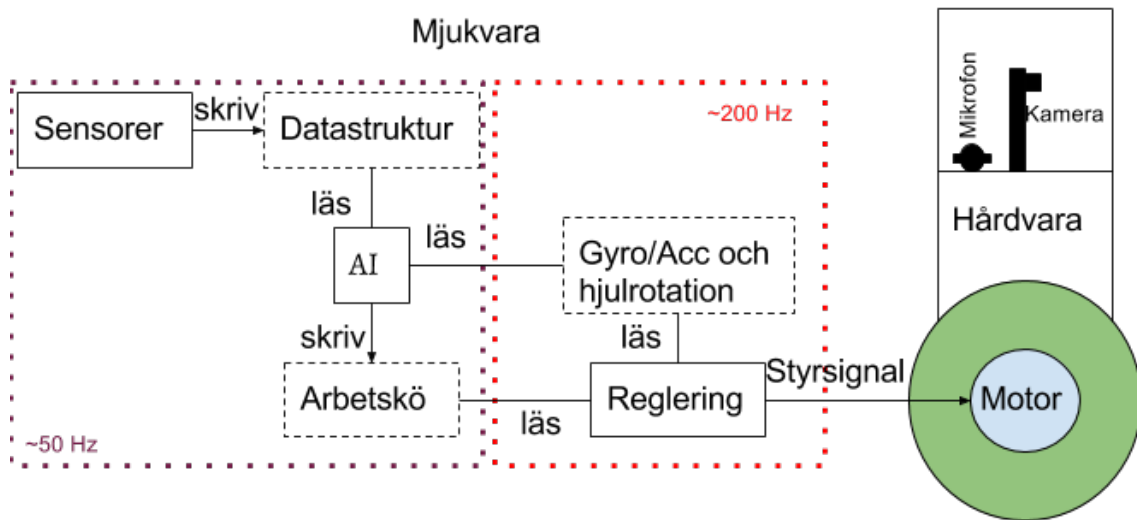 Mjukvara
Sensorer
skriv
Datastruktur
~200 Hz
Mikrofon
Kamera
läs
Hårdvara
AI
läs
Gyro/Acc och
hjulrotation
skriv
läs
Arbetskö
läs
Reglering
Styrsignal
Motor
~50 Hz